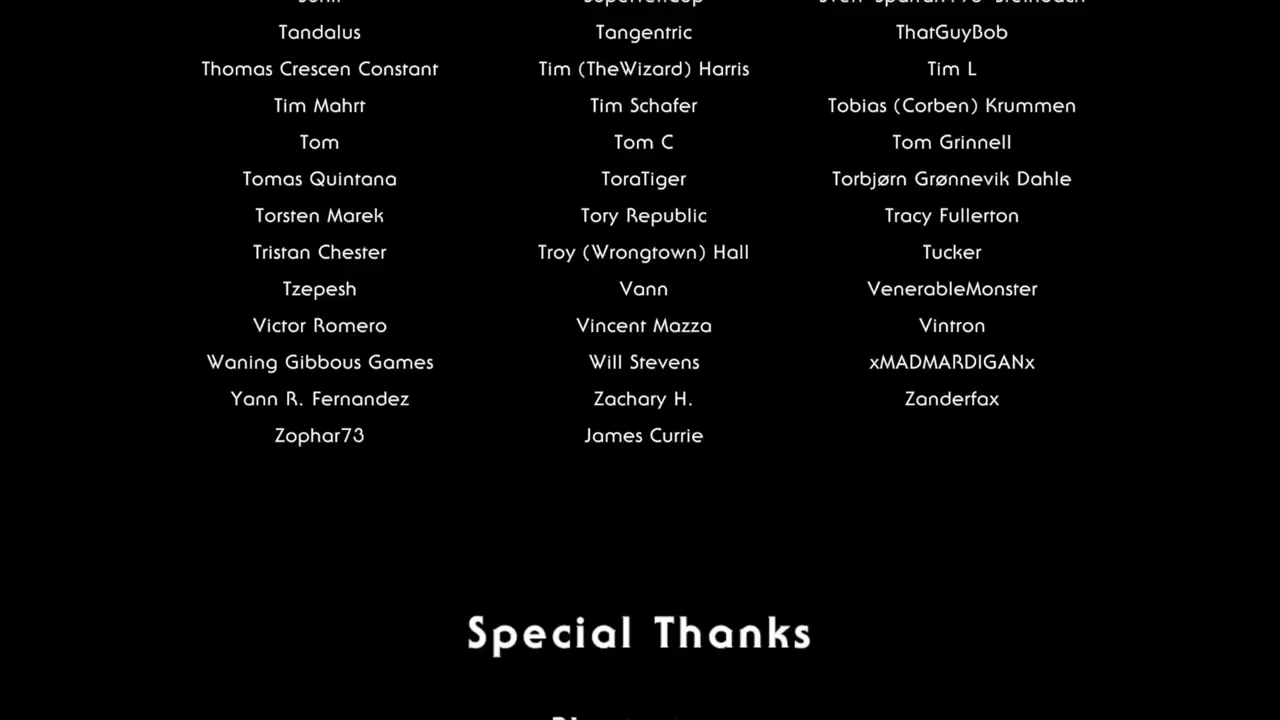 Tandalus Tangentric ThatGuyBob
Thomas Crescen Constant Tim (TheWizard) Harris Tim L
Tim Mahrt Tim Schafer Tobias (Corben) Krummen
Tom Tom C Tom Grinnell
Tomas Quintana ToraTiger Torbjørn Grønnevik Dahle
Torsten Marek Tory Republic Tracy Fullerton
Tristan Chester Troy (Wrongtown) Hall Tucker
Tzepesh Vann VenerableMonster
Victor Romero Vincent Mazza Vintron
Waning Gibbous Games Will Stevens xMADMARDIGANx
Yann R. Fernandez Zachary H. Zanderfax
Zophar73 James Currie
Special Thanks